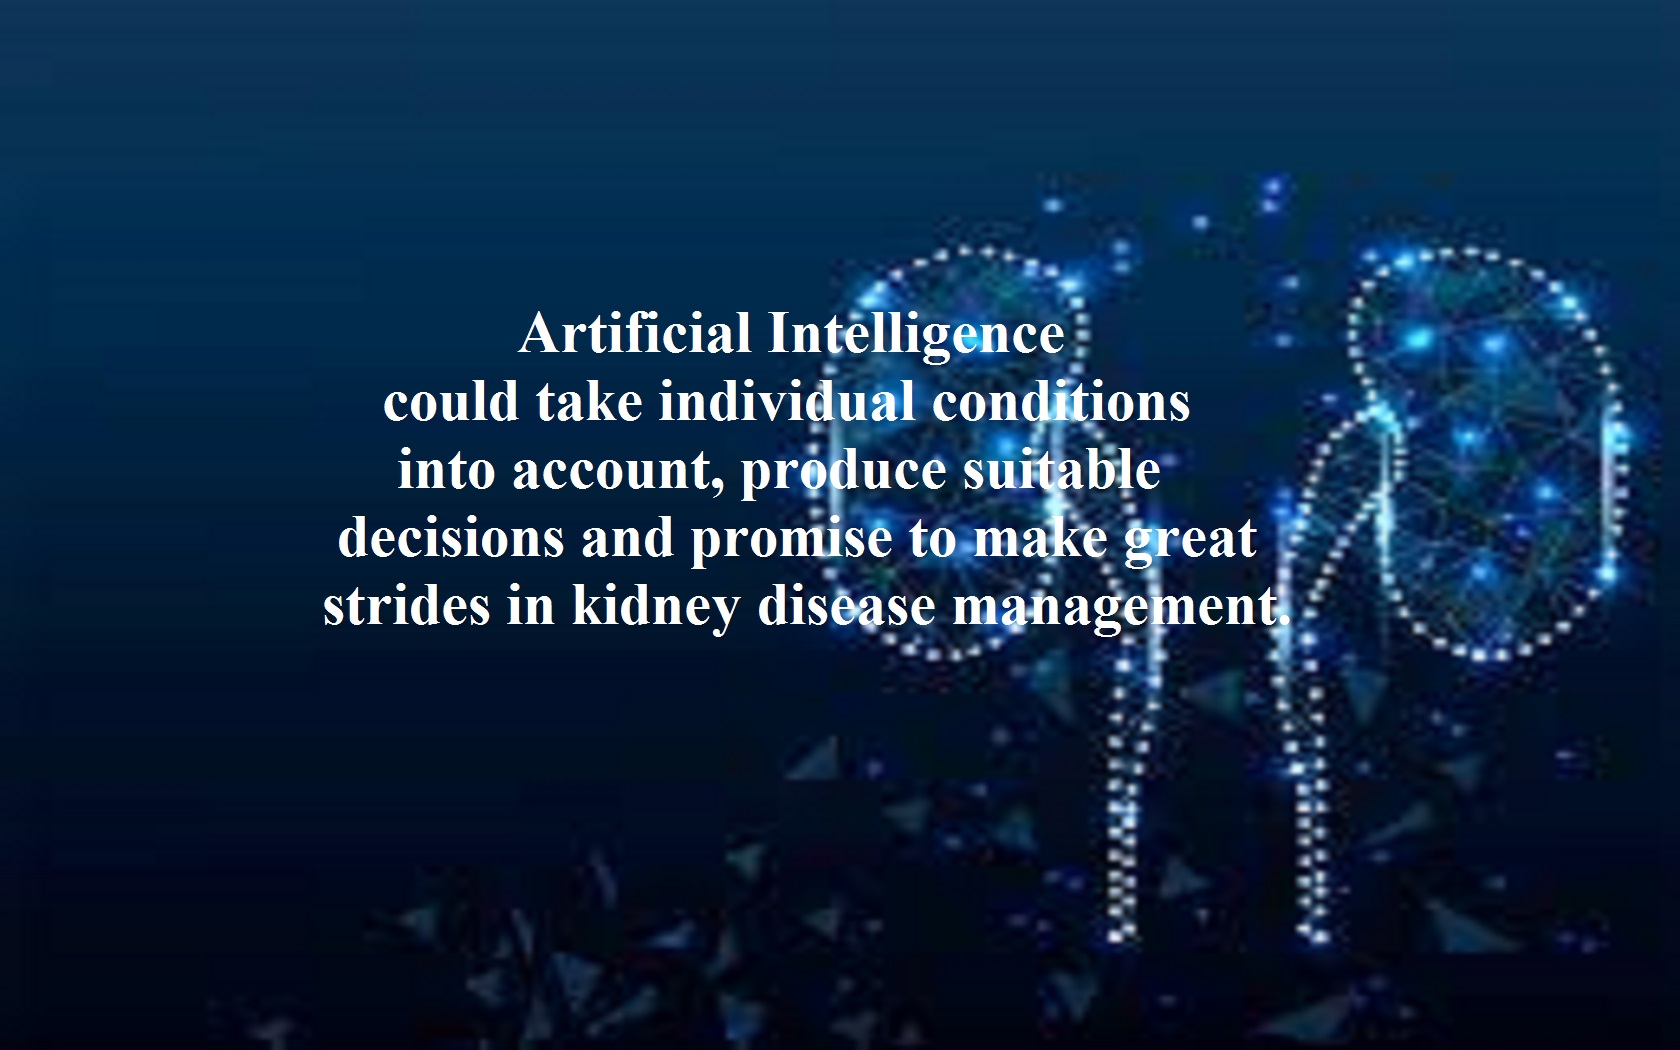 Artificial Intelligence
could take individual conditions
into account, produce suitable
decisions and promise to make great
strides in kidney disease management.